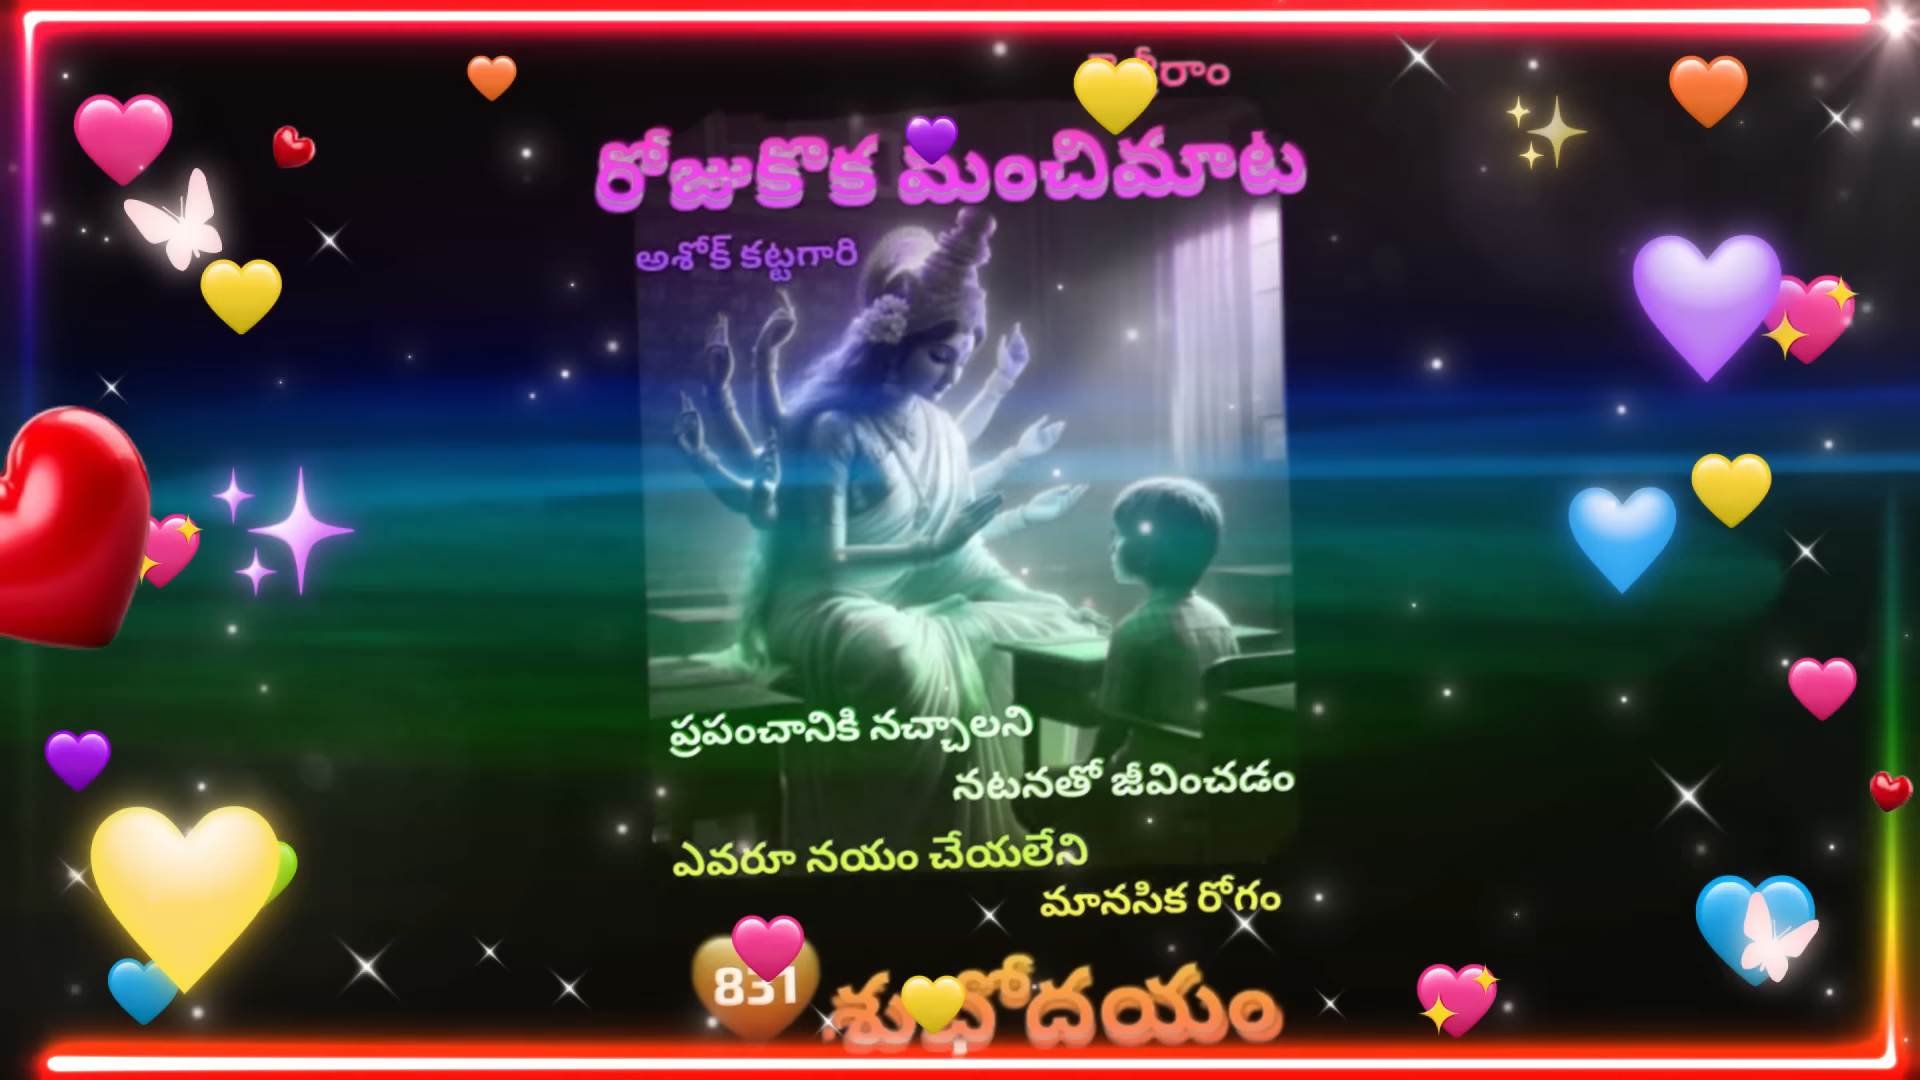 రోజుకొక మంచిమాట
అశోక్ కట్టగారి
ప్రపంచానికి నచ్చాలని
నటనతో జీవించడం
ఎవరూ నయం చేయలేని
మానసిక రోగం
831
శుభోదయం